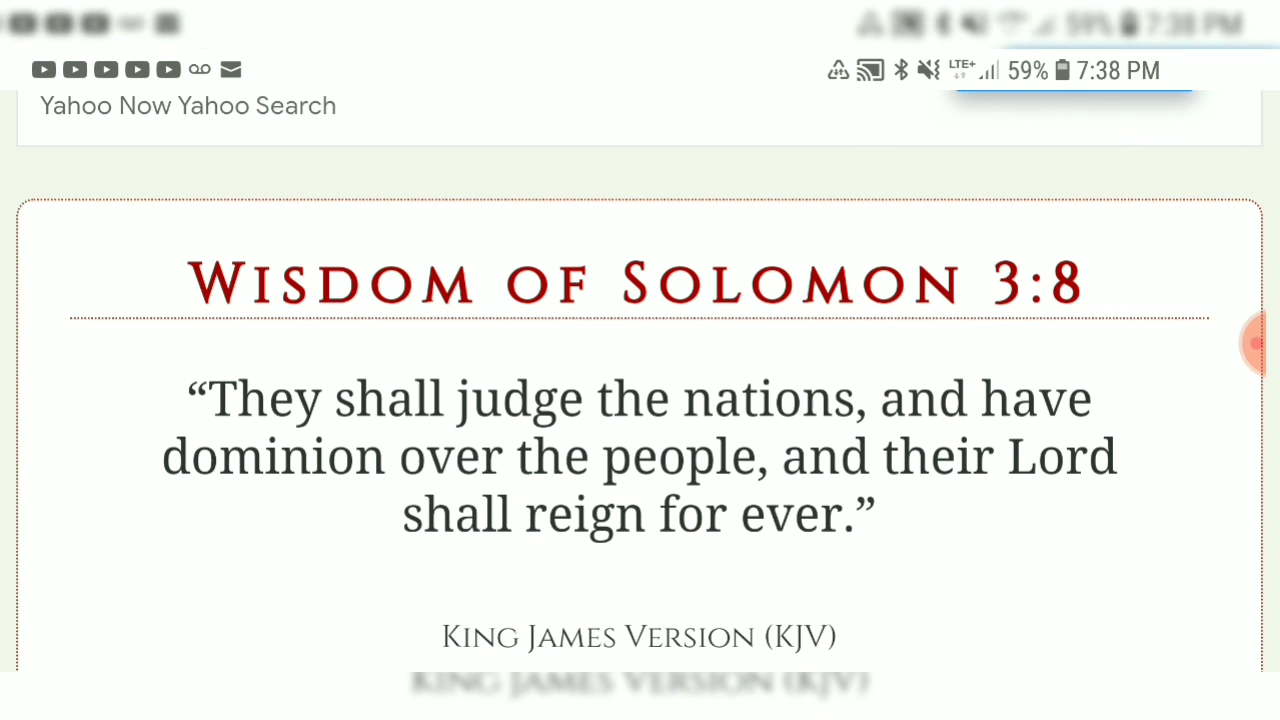 LTE+ 59% 7:38 PM
Yahoo Now Yahoo Search
WISDOM OF SOLOMON 3:8
“They shall judge the nations, and have
dominion over the people, and their Lord
shall reign for ever.”
KING JAMES VERSION (KJV)